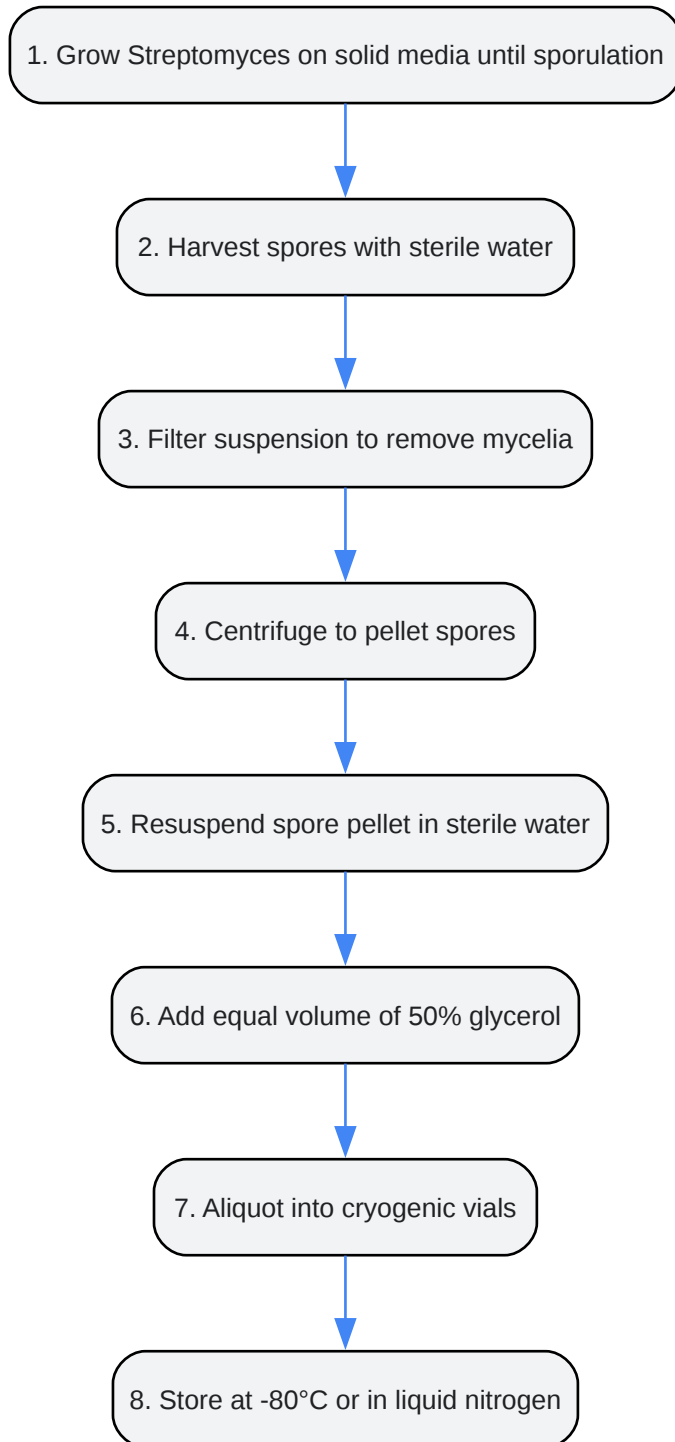 1. Grow Streptomyces on solid media until sporulation
2. Harvest spores with sterile water
3. Filter suspension to remove mycelia
4. Centrifuge to pellet spores
5. Resuspend spore pellet in sterile water
6. Add equal volume of 50% glycerol
7. Aliquot into cryogenic vials
8. Store at -80°C or in liquid nitrogen